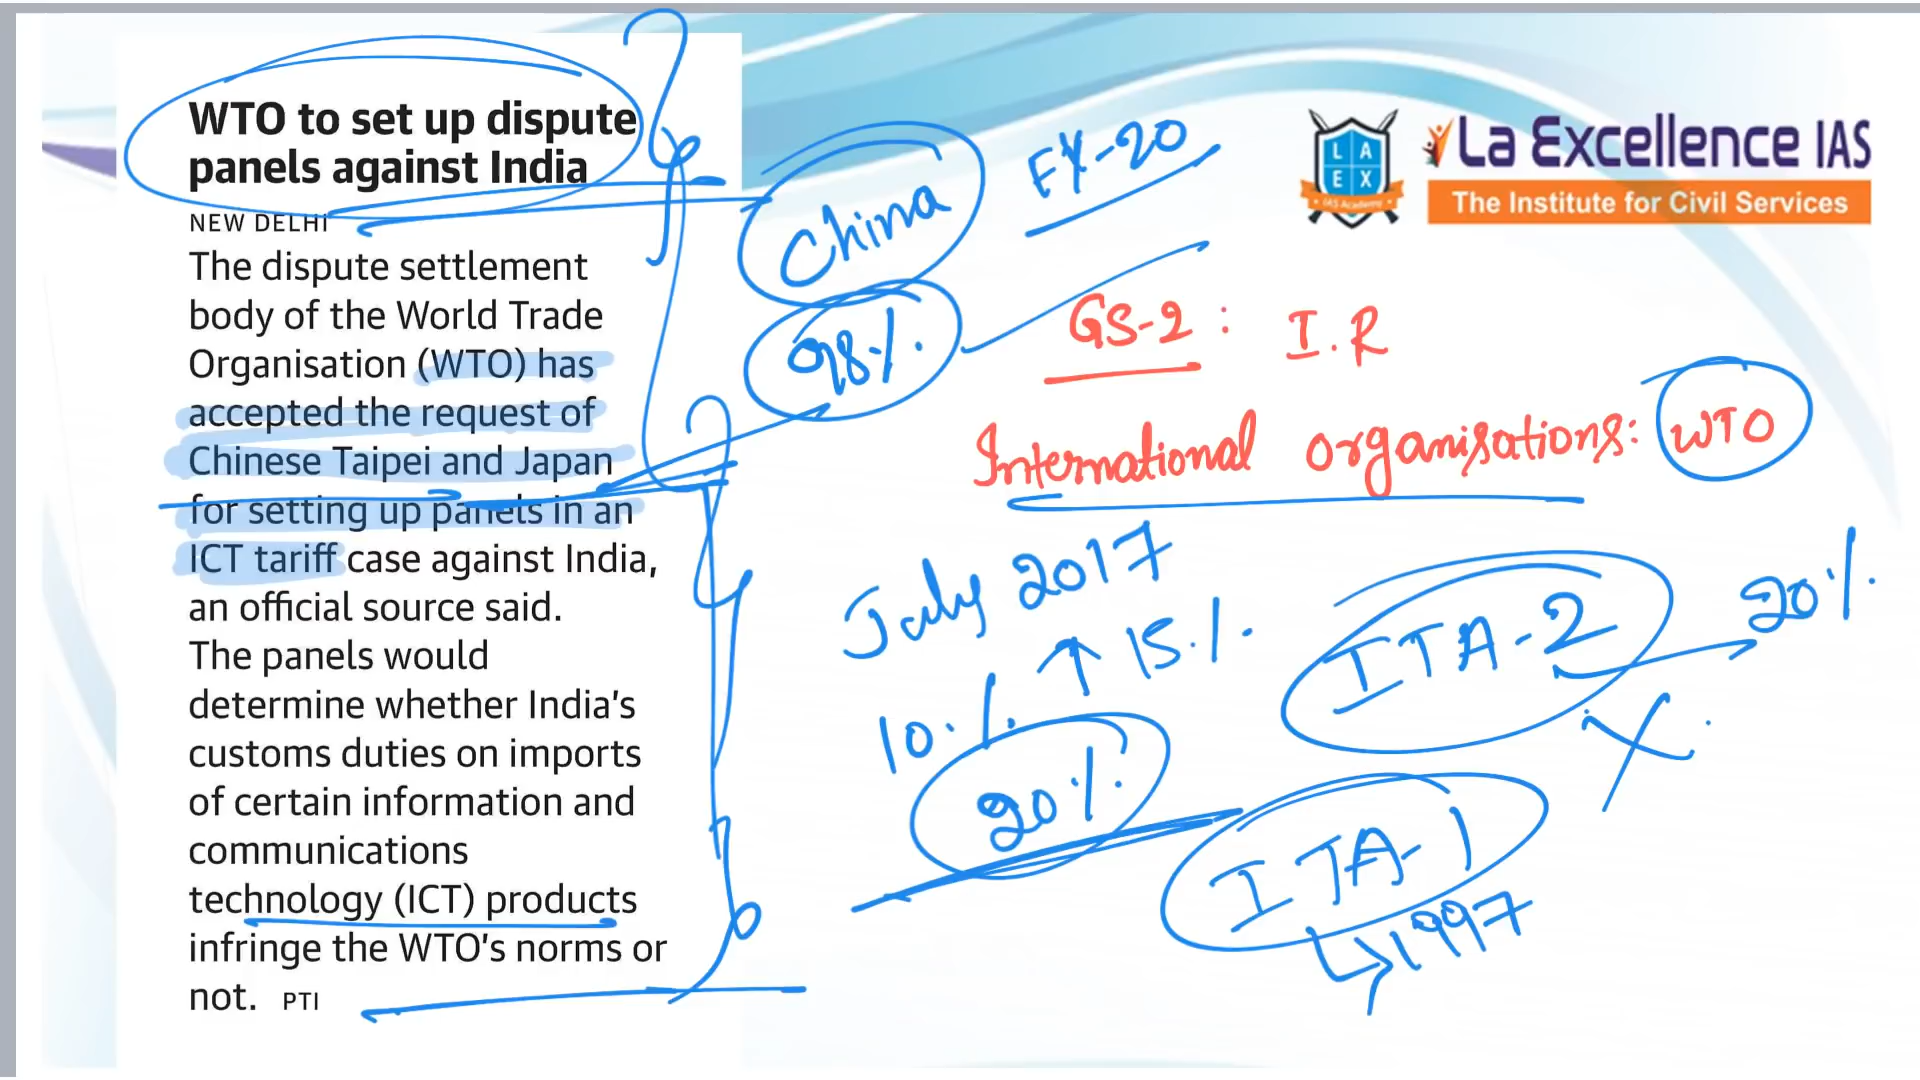 WTO to set up dispute
panels against India
NEW DELHI
The dispute settlement
body of the World Trade
Organisation (WTO) has
accepted the request of
Chinese Taipei and Japan
for setting up panels in an
ICT tariff case against India,
an official source said.
The panels would
determine whether India's
customs duties on imports
of certain information and
communications
technology (ICT) products
infringe the WTO's norms or
not. PTI
China
FY-20
98%.
L A
E X
IAS Academy
La Excellence IAS
The Institute for Civil Services
GS-2 : I.R
International organisations: WTO
July 2017
10.%. ↑ 15.%.
20%.
ITA-2
20%.
X
ITA-1
1997